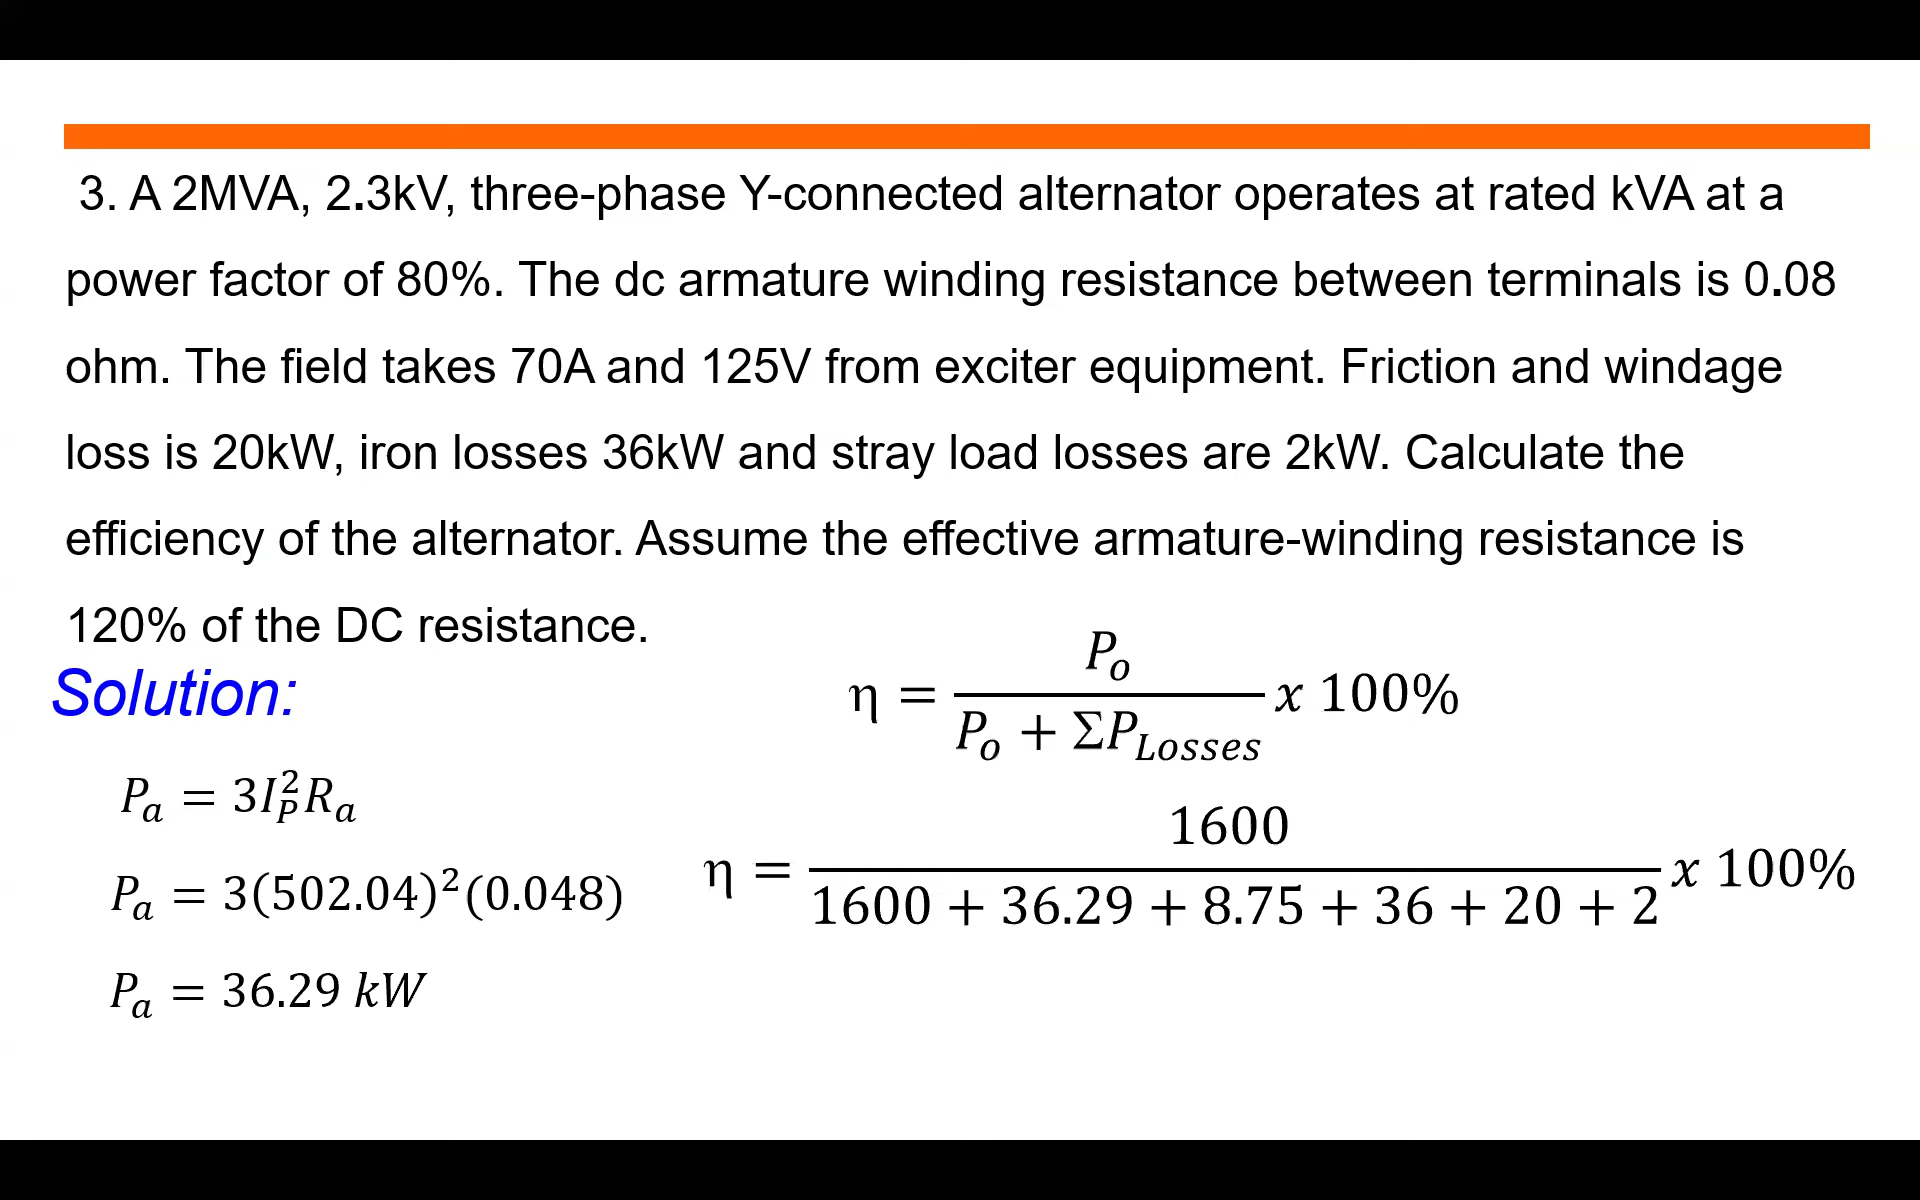 3. A 2MVA, 2.3kV, three-phase Y-connected alternator operates at rated kVA at a
power factor of 80%. The dc armature winding resistance between terminals is 0.08
ohm. The field takes 70A and 125V from exciter equipment. Friction and windage
loss is 20kW, iron losses 36kW and stray load losses are 2kW. Calculate the
efficiency of the alternator. Assume the effective armature-winding resistance is
120% of the DC resistance.
Solution:
η = P_o / (P_o + ΣP_Losses) x 100%
P_a = 3I_P^2 R_a
η = 1600 / (1600 + 36.29 + 8.75 + 36 + 20 + 2) x 100%
P_a = 3(502.04)^2(0.048)
P_a = 36.29 kW